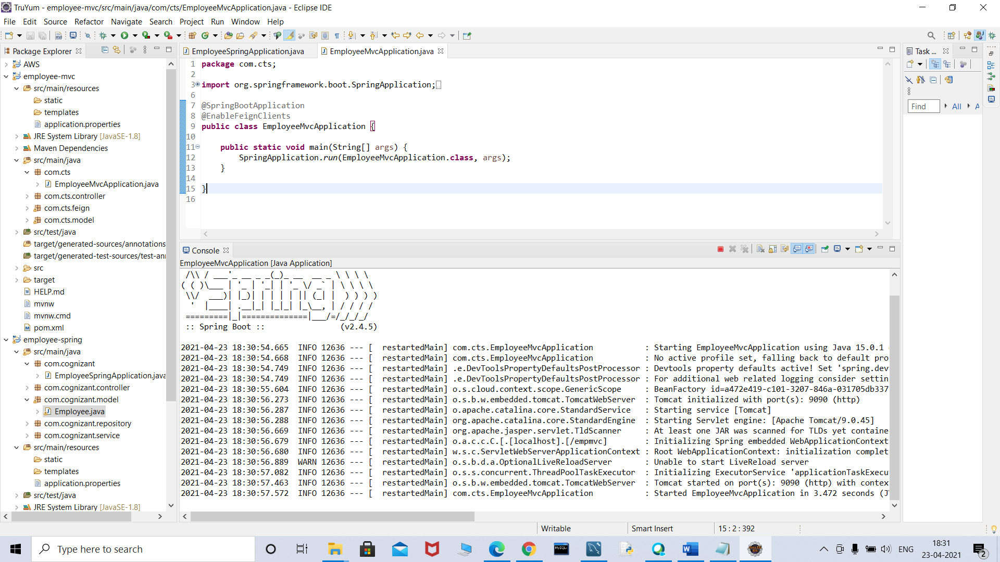 TruYum - employee-mvc/src/main/java/com/cts/EmployeeMvcApplication.java - Eclipse IDE
File Edit Source Refactor Navigate Search Project Run Window Help
Package Explorer
AWS
employee-mvc
src/main/resources
static
templates
application.properties
JRE System Library [JavaSE-1.8]
Maven Dependencies
src/main/java
com.cts
EmployeeMvcApplication.java
com.cts.controller
com.cts.feign
com.cts.model
src/test/java
target/generated-sources/annotations
target/generated-test-sources/test-an
src
target
HELP.md
mvnw
mvnw.cmd
pom.xml
employee-spring
src/main/java
com.cognizant
EmployeeSpringApplication.java
com.cognizant.controller
com.cognizant.model
Employee.java
com.cognizant.repository
com.cognizant.service
src/main/resources
static
templates
application.properties
src/test/java
JRE System Library [JavaSE-1.8]
EmployeeSpringApplication.java EmployeeMvcApplication.java
1 package com.cts;
2
3 import org.springframework.boot.SpringApplication;
6
7 @SpringBootApplication
8 @EnableFeignClients
9 public class EmployeeMvcApplication {
10
11 public static void main(String[] args) {
12 SpringApplication.run(EmployeeMvcApplication.class, args);
13 }
14
15 }
16
Console
EmployeeMvcApplication [Java Application]
:: Spring Boot :: (v2.4.5)
2021-04-23 18:30:54.665 INFO 12636 --- [ restartedMain] com.cts.EmployeeMvcApplication : Starting EmployeeMvcApplication using Java 15.0.1
2021-04-23 18:30:54.668 INFO 12636 --- [ restartedMain] com.cts.EmployeeMvcApplication : No active profile set, falling back to default pro
2021-04-23 18:30:54.749 INFO 12636 --- [ restartedMain] .e.DevToolsPropertyDefaultsPostProcessor : Devtools property defaults active! Set 'spring.dev
2021-04-23 18:30:54.749 INFO 12636 --- [ restartedMain] .e.DevToolsPropertyDefaultsPostProcessor : For additional web related logging consider settin
2021-04-23 18:30:55.604 INFO 12636 --- [ restartedMain] o.s.cloud.context.scope.GenericScope : BeanFactory id=a472e419-c101-3207-846a-031705db337
2021-04-23 18:30:56.273 INFO 12636 --- [ restartedMain] o.s.b.w.embedded.tomcat.TomcatWebServer : Tomcat initialized with port(s): 9090 (http)
2021-04-23 18:30:56.287 INFO 12636 --- [ restartedMain] o.apache.catalina.core.StandardService : Starting service [Tomcat]
2021-04-23 18:30:56.288 INFO 12636 --- [ restartedMain] org.apache.catalina.core.StandardEngine : Starting Servlet engine: [Apache Tomcat/9.0.45]
2021-04-23 18:30:56.669 INFO 12636 --- [ restartedMain] org.apache.jasper.servlet.TldScanner : At least one JAR was scanned for TLDs yet containe
2021-04-23 18:30:56.679 INFO 12636 --- [ restartedMain] o.a.c.c.C.[.[localhost].[/empmvc] : Initializing Spring embedded WebApplicationContext
2021-04-23 18:30:56.680 INFO 12636 --- [ restartedMain] w.s.c.ServletWebServerApplicationContext : Root WebApplicationContext: initialization complet
2021-04-23 18:30:56.889 WARN 12636 --- [ restartedMain] o.s.b.d.a.OptionalLiveReloadServer : Unable to start LiveReload server
2021-04-23 18:30:57.082 INFO 12636 --- [ restartedMain] o.s.s.concurrent.ThreadPoolTaskExecutor : Initializing ExecutorService 'applicationTaskExecu
2021-04-23 18:30:57.463 INFO 12636 --- [ restartedMain] o.s.b.w.embedded.tomcat.TomcatWebServer : Tomcat started on port(s): 9090 (http) with contex
2021-04-23 18:30:57.572 INFO 12636 --- [ restartedMain] com.cts.EmployeeMvcApplication : Started EmployeeMvcApplication in 3.472 seconds (J
Task ...
Find All A
Writable Smart Insert 15 : 2 : 392
Type here to search
ENG
18:31
23-04-2021
2